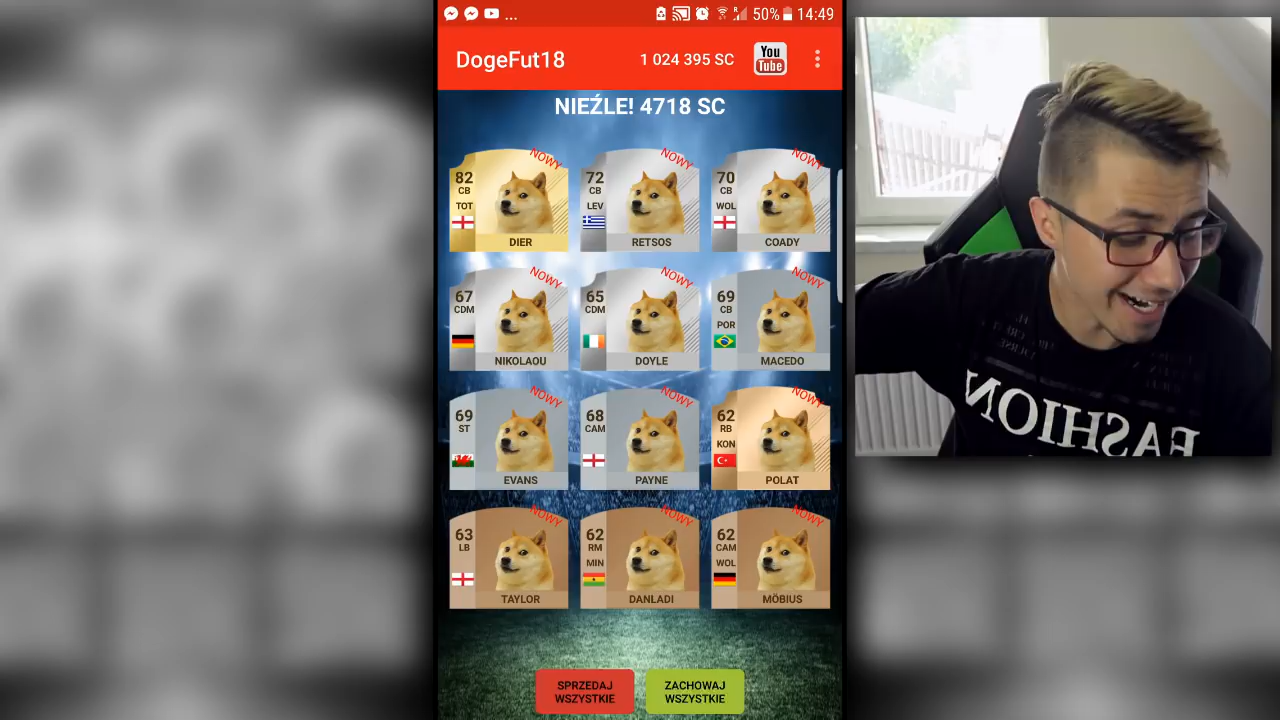 ... 50% 14:49
DogeFut18 1 024 395 SC You Tube
NIEŹLE! 4718 SC
NOWY NOWY NOWY
82 CB TOT DIER
72 CB LEV RETSOS
70 CB WOL COADY
NOWY NOWY NOWY
67 CDM NIKOLAOU
65 CDM DOYLE
69 CB POR MACEDO
NOWY NOWY NOWY
69 ST EVANS
68 CAM PAYNE
62 RB KON POLAT
NOWY NOWY NOWY
63 LB TAYLOR
62 RM MIN DANLADI
62 CAM WOL MÖBIUS
SPRZEDAJ
WSZYSTKIE
ZACHOWAJ
WSZYSTKIE
FASHION